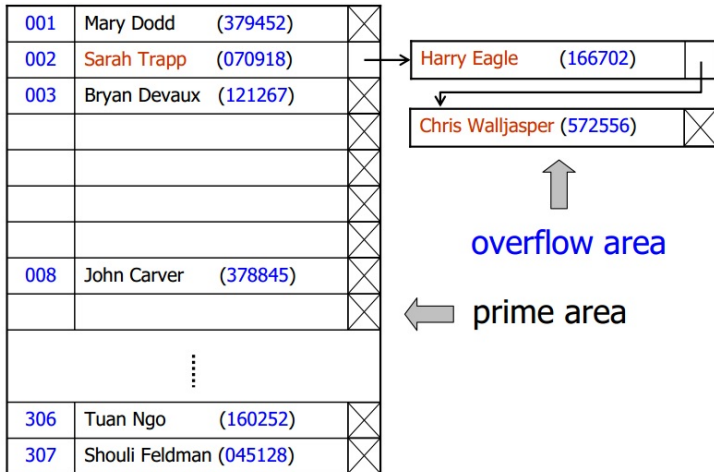 001 Mary Dodd (379452)
002 Sarah Trapp (070918)
Harry Eagle (166702)
003 Bryan Devaux (121267)
Chris Walljasper (572556)
overflow area
008 John Carver (378845)
prime area
306 Tuan Ngo (160252)
307 Shouli Feldman (045128)